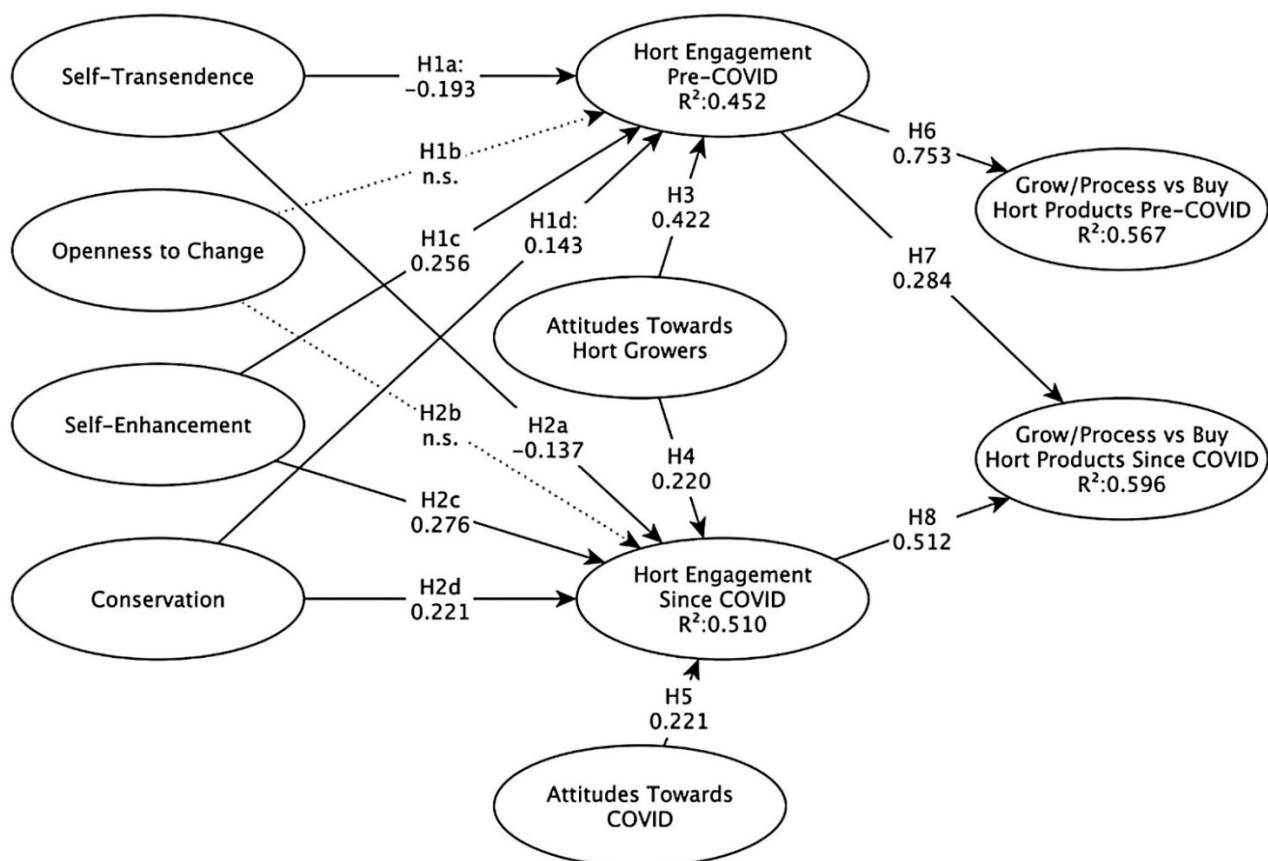 Self-Transendence
H1a:
-0.193
Hort Engagement
Pre-COVID
R²:0.452
H6
0.753
Grow/Process vs Buy
Hort Products Pre-COVID
R²:0.567
H1b
n.s.
Openness to Change
H1c
0.256
H1d:
0.143
H3
0.422
H7
0.284
Attitudes Towards
Hort Growers
Self-Enhancement
H2b
n.s.
H2a
-0.137
H4
0.220
Grow/Process vs Buy
Hort Products Since COVID
R²:0.596
H2c
0.276
H8
0.512
Conservation
H2d
0.221
Hort Engagement
Since COVID
R²:0.510
H5
0.221
Attitudes Towards
COVID